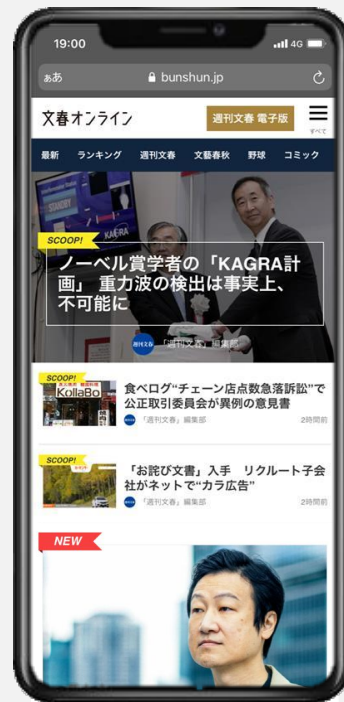 19:00
4G
ぁあ
bunshun.jp
文春オンライン
週刊文春 電子版
すべて
最新 ランキング 週刊文春 文藝春秋 野球 コミック
STANDBY
KAGRA
SCOOP!
ノーベル賞学者の「KAGRA計
画」 重力波の検出は事実上、
不可能に
週刊文春
「週刊文春」編集部
SCOOP!
KollaBo
食べログ“チェーン店点数急落訴訟”で
公正取引委員会が異例の意見書
「週刊文春」編集部
2時間前
SCOOP!
「お詫び文書」入手 リクルート子会
社がネットで“カラ広告”
「週刊文春」編集部
2時間前
NEW